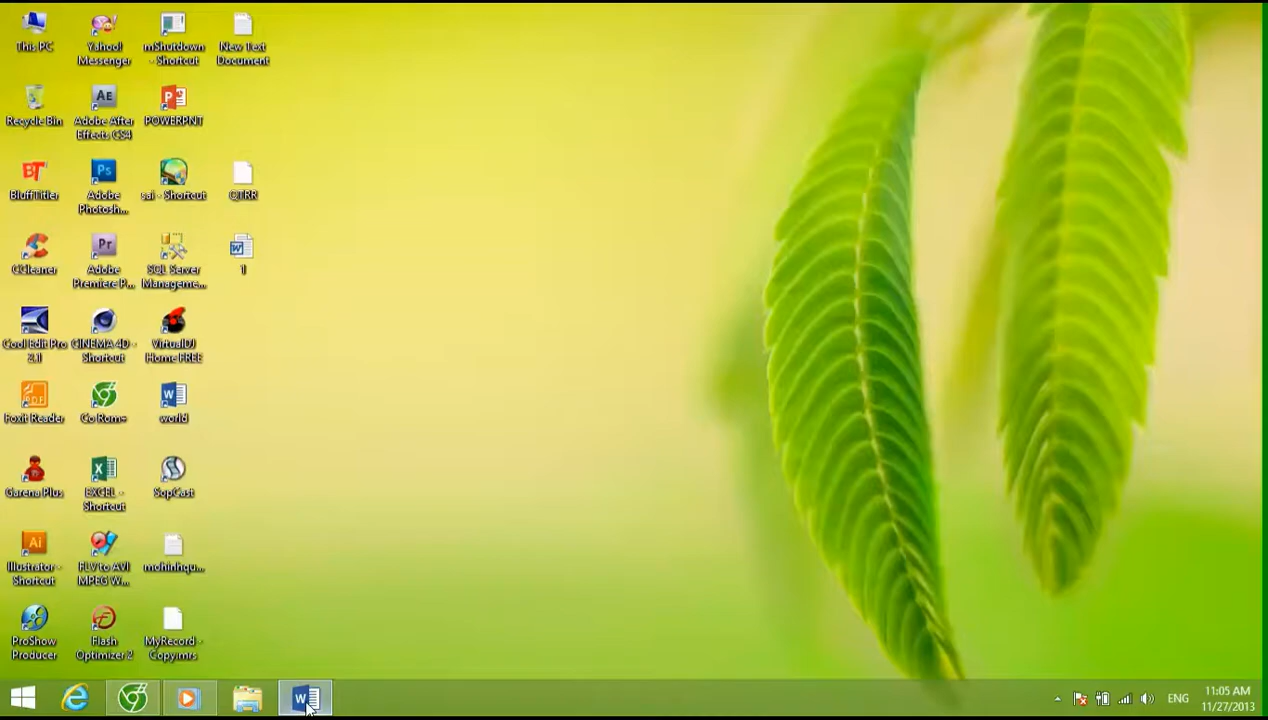 This PC
Yahoo! Messenger
mShutdown - Shortcut
New Text Document
Recycle Bin
Adobe After Effects CS4
POWERPNT
BluffTitler
Adobe Photosh...
sai - Shortcut
QTRR
CCleaner
Adobe Premiere P...
SQL Server Manageme...
1
Cool Edit Pro 2.1
CINEMA 4D - Shortcut
VirtualDJ Home FREE
Foxit Reader
CoRom+
world
Garena Plus
EXCEL - Shortcut
SopCast
Illustrator - Shortcut
FLV to AVI MPEG W...
mohinhqu...
ProShow Producer
Flash Optimizer 2
MyRecord - Copy.mrs
ENG
11:05 AM
11/27/2013